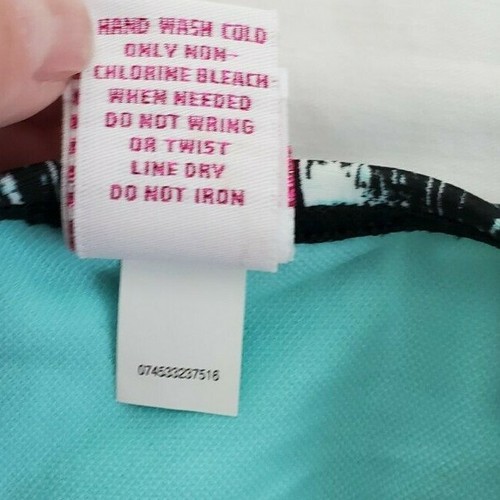 HAND WASH COLD
ONLY NON-
CHLORINE BLEACH
WHEN NEEDED
DO NOT WRING
OR TWIST
LINE DRY
DO NOT IRON
074533237516